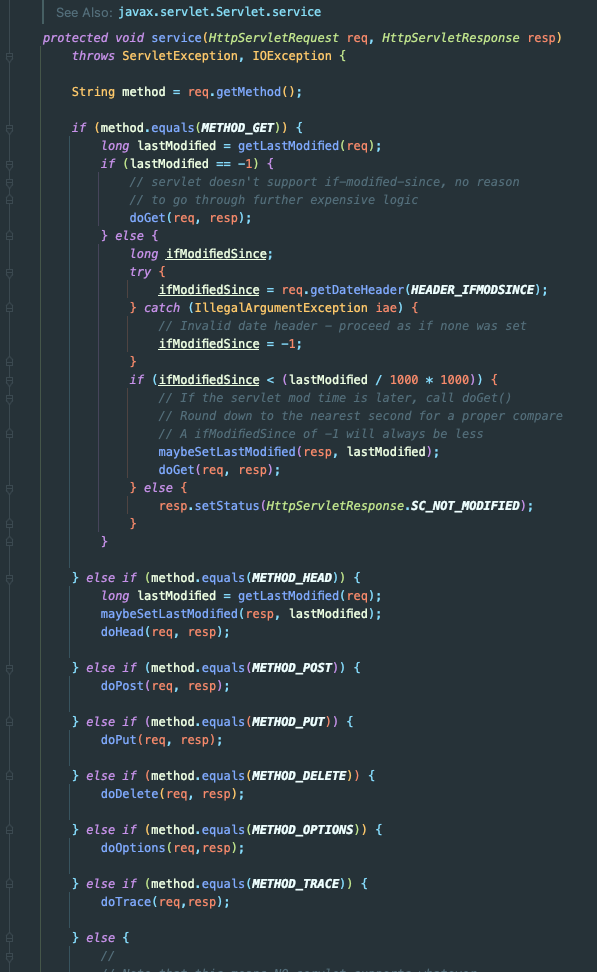 See Also: javax.servlet.Servlet.service
protected void service(HttpServletRequest req, HttpServletResponse resp)
    throws ServletException, IOException {

    String method = req.getMethod();

    if (method.equals(METHOD_GET)) {
        long lastModified = getLastModified(req);
        if (lastModified == -1) {
            // servlet doesn't support if-modified-since, no reason
            // to go through further expensive logic
            doGet(req, resp);
        } else {
            long ifModifiedSince;
            try {
                ifModifiedSince = req.getDateHeader(HEADER_IFMODSINCE);
            } catch (IllegalArgumentException iae) {
                // Invalid date header - proceed as if none was set
                ifModifiedSince = -1;
            }
            if (ifModifiedSince < (lastModified / 1000 * 1000)) {
                // If the servlet mod time is later, call doGet()
                // Round down to the nearest second for a proper compare
                // A ifModifiedSince of -1 will always be less
                maybeSetLastModified(resp, lastModified);
                doGet(req, resp);
            } else {
                resp.setStatus(HttpServletResponse.SC_NOT_MODIFIED);
            }
        }

    } else if (method.equals(METHOD_HEAD)) {
        long lastModified = getLastModified(req);
        maybeSetLastModified(resp, lastModified);
        doHead(req, resp);

    } else if (method.equals(METHOD_POST)) {
        doPost(req, resp);

    } else if (method.equals(METHOD_PUT)) {
        doPut(req, resp);

    } else if (method.equals(METHOD_DELETE)) {
        doDelete(req, resp);

    } else if (method.equals(METHOD_OPTIONS)) {
        doOptions(req,resp);

    } else if (method.equals(METHOD_TRACE)) {
        doTrace(req,resp);

    } else {
        //